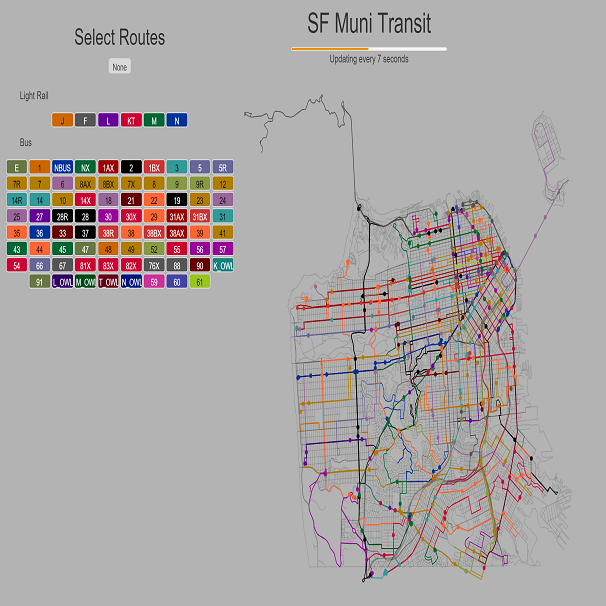 SF Muni Transit
Select Routes
Updating every 7 seconds
None
Light Rail
J F L KT M N
Bus
E 1 NBUS NX 1AX 2 1BX 3 5 5R
7R 7 6 8AX 8BX 7X 8 9 9R 12
14R 14 10 14X 18 21 22 19 23 24
25 27 28R 28 30 30X 29 31AX 31BX 31
35 36 33 37 38R 38 38BX 38AX 39 41
43 44 45 47 48 49 52 55 56 57
54 66 67 81X 83X 82X 76X 88 90 K_OWL
91 L_OWL M_OWL T_OWL N_OWL 59 60 61